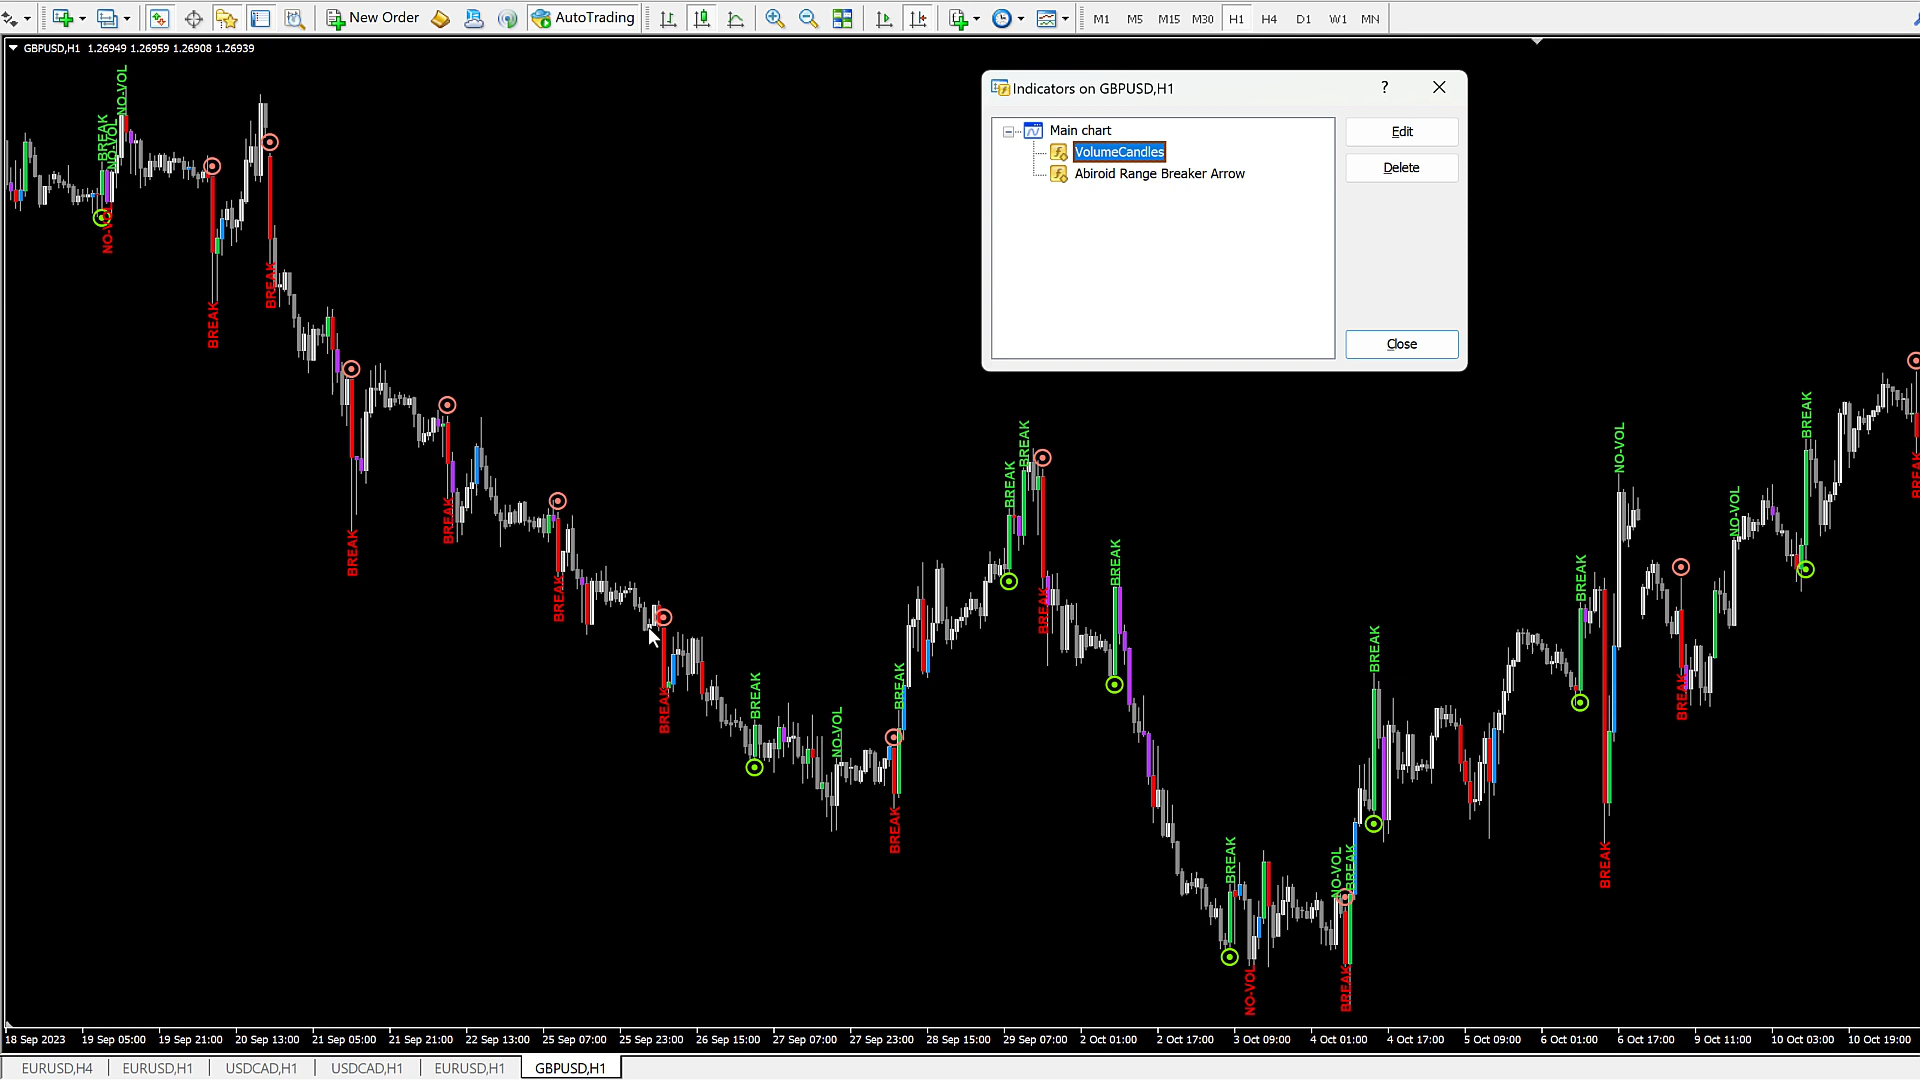 New Order
AutoTrading
M1 M5 M15 M30 H1 H4 D1 W1 MN
GBPUSD,H1 1.26949 1.26959 1.26908 1.26939
Indicators on GBPUSD,H1
?
Main chart
VolumeCandles
Abiroid Range Breaker Arrow
Edit
Delete
Close
NO-VOL
BREAK
NO-VOL
NO-VOL
BREAK
BREAK
BREAK
BREAK
BREAK
BREAK
BREAK
NO-VOL
BREAK
BREAK
BREAK
BREAK
BREAK
BREAK
BREAK
NO-VOL
NO-VOL
BREAK
BREAK
BREAK
BREAK
BREAK
NO-VOL
BREAK
NO-VOL
BREAK
BREAK
18 Sep 2023 19 Sep 05:00 19 Sep 21:00 20 Sep 13:00 21 Sep 05:00 21 Sep 21:00 22 Sep 13:00 25 Sep 07:00 25 Sep 23:00 26 Sep 15:00 27 Sep 07:00 27 Sep 23:00 28 Sep 15:00 29 Sep 07:00 2 Oct 01:00 2 Oct 17:00 3 Oct 09:00 4 Oct 01:00 4 Oct 17:00 5 Oct 09:00 6 Oct 01:00 6 Oct 17:00 9 Oct 11:00 10 Oct 03:00 10 Oct 19:00
EURUSD,H4 EURUSD,H1 USDCAD,H1 USDCAD,H1 EURUSD,H1 GBPUSD,H1